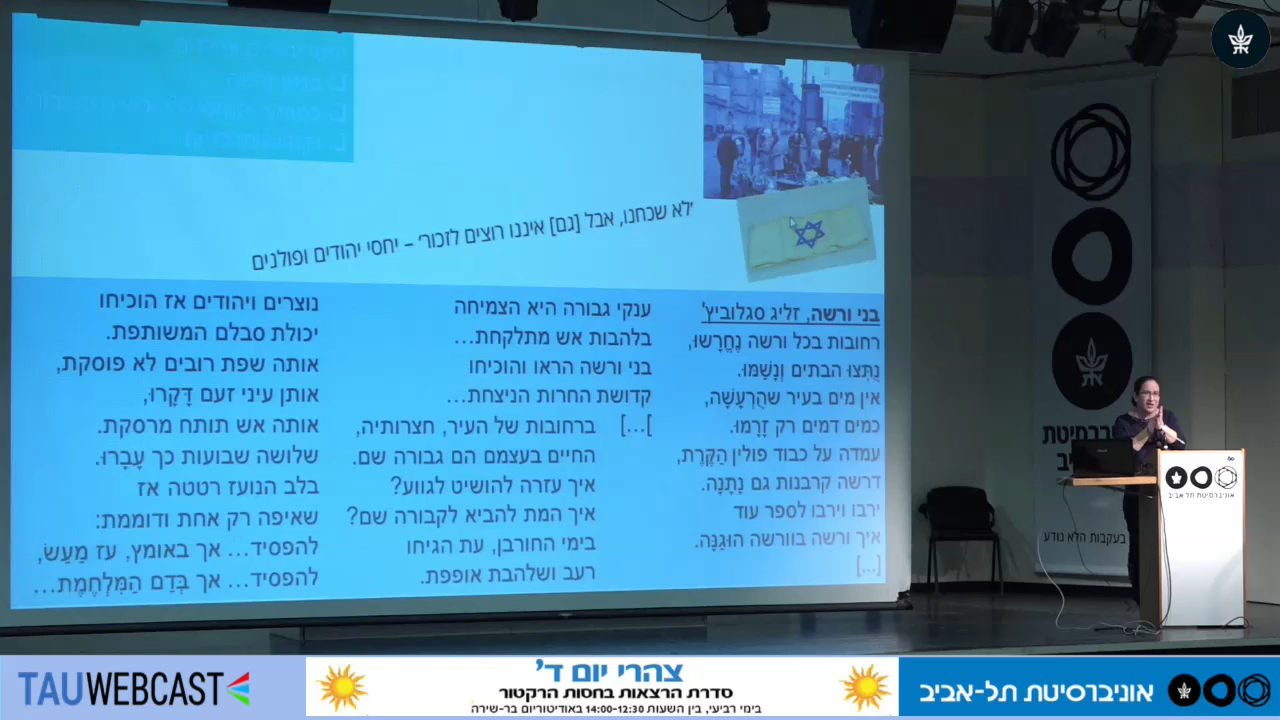 'לא שכחנו, אבל [גם] איננו רוצים לזכור' – יחסי יהודים ופולנים
בני ורשה, זליג סגלוביץ'
רחובות בכל ורשה נֶחֱרָשׁוּ,
נֻתְּצוּ הבתים וְנָשַׁמּוּ.
אין מים בעיר שהֻרְעָשָׁה,
כמים דמים רק זָרָמוּ.
עמדה על כבוד פולין הַקֶּרֶת,
דרשה קרבנות גם נָתָנָה.
ירבו וירבו לספר עוד
איך ורשה בוורשה הוּגַנָּה.
[...]
ענקי גבורה היא הצמיחה
בלהבות אש מתלקחת...
בני ורשה הראו והוכיחו
קדושת החרות הניצחת...
[...] ברחובות של העיר, חצרותיה,
החיים בעצמם הם גבורה שם.
איך עזרה להושיט לגווע?
איך המת להביא לקבורה שם?
בימי החורבן, עת הגיחו
רעב ושלהבת אופפת.
נוצרים ויהודים אז הוכיחו
יכולת סבלם המשותפת.
אותה שפת רובים לא פוסקת,
אותן עיני זעם דָּקָרוּ,
אותה אש תותח מרסקת.
שלושה שבועות כך עָבָרוּ.
בלב הנועז רטטה אז
שאיפה רק אחת ודוממת:
להפסיד... אך באומץ, עז מַעַשׂ,
להפסיד... אך בְּדַם הַמִּלְחֶמֶת...
אוניברסיטת תל אביב
בעקבות הלא נודע
TAUWEBCAST
צהרי יום ד'
סדרת הרצאות בחסות הרקטור
בימי רביעי, בין השעות 14:00-12:30 באודיטוריום בר-שירה
אוניברסיטת תל-אביב